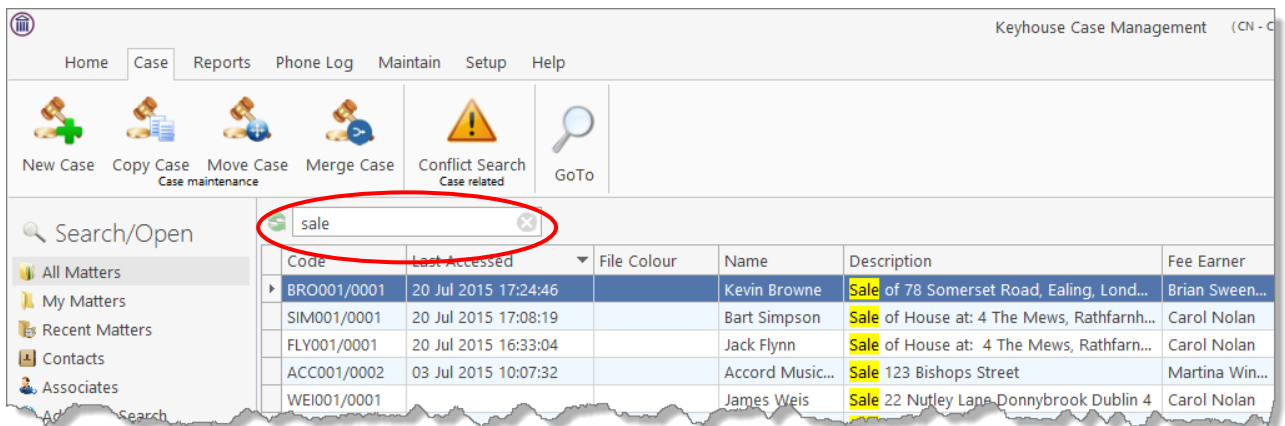 Keyhouse Case Management (CN - C
Home Case Reports Phone Log Maintain Setup Help
New Case Copy Case Move Case Merge Case Conflict Search GoTo
Case maintenance Case related
Search/Open
sale
Code Last Accessed File Colour Name Description Fee Earner
All Matters
BRO001/0001 20 Jul 2015 17:24:46 Kevin Browne Sale of 78 Somerset Road, Ealing, Lond... Brian Sween...
My Matters
SIM001/0001 20 Jul 2015 17:08:19 Bart Simpson Sale of House at: 4 The Mews, Rathfarnh... Carol Nolan
Recent Matters
FLY001/0001 20 Jul 2015 16:33:04 Jack Flynn Sale of House at: 4 The Mews, Rathfarn... Carol Nolan
Contacts
ACC001/0002 03 Jul 2015 10:07:32 Accord Music... Sale 123 Bishops Street Martina Win...
Associates
WEI001/0001 James Weis Sale 22 Nutley Lane Donnybrook Dublin 4 Carol Nolan
Search